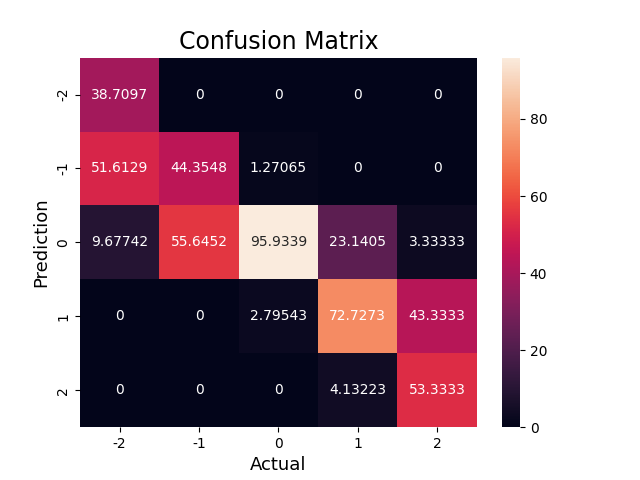 Confusion Matrix
-2 38.7097 0 0 0 0
-1 51.6129 44.3548 1.27065 0 0
0 9.67742 55.6452 95.9339 23.1405 3.33333
1 0 0 2.79543 72.7273 43.3333
2 0 0 0 4.13223 53.3333
-2 -1 0 1 2
Prediction
Actual
80
60
40
20
0